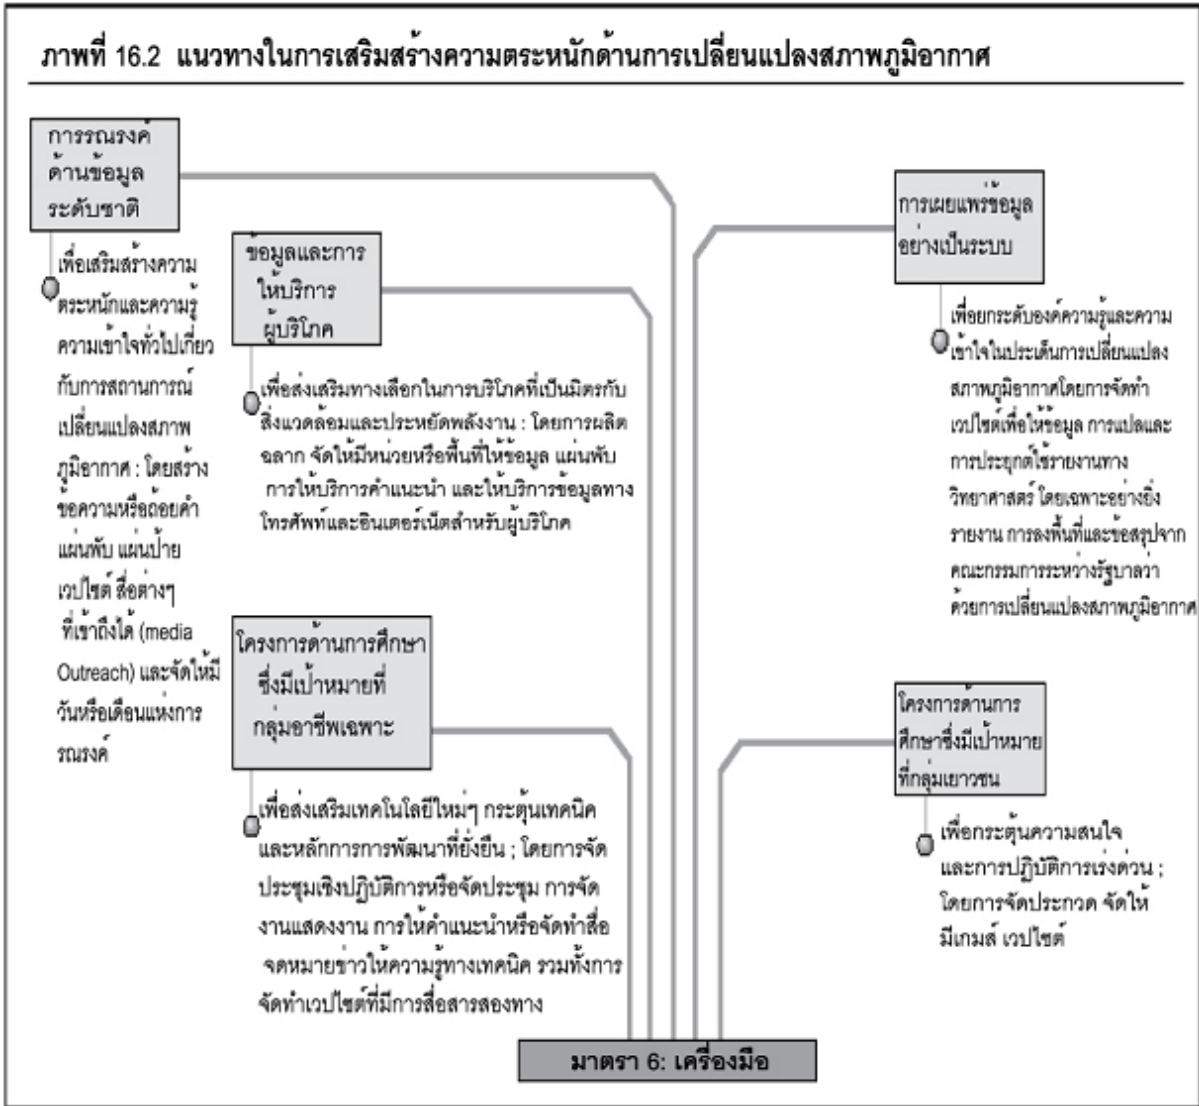 ภาพที่ 16.2 แนวทางในการเสริมสร้างความตระหนักด้านการเปลี่ยนแปลงสภาพภูมิอากาศ
การรณรงค์
ด้านข้อมูล
ระดับชาติ
เพื่อเสริมสร้างความ
ตระหนักและความรู้
ความเข้าใจทั่วไปเกี่ยว
กับการสถานการณ์
เปลี่ยนแปลงสภาพ
ภูมิอากาศ : โดยสร้าง
ข้อความหรือถ้อยคำ
แผ่นพับ แผ่นป้าย
เวปไซต์ สื่อต่างๆ
ที่เข้าถึงได้ (media
Outreach) และจัดให้มี
วันหรือเดือนแห่งการ
รณรงค์
ข้อมูลและการ
ให้บริการ
ผู้บริโภค
เพื่อส่งเสริมทางเลือกในการบริโภคที่เป็นมิตรกับ
สิ่งแวดล้อมและประหยัดพลังงาน : โดยการผลิต
ฉลาก จัดให้มีหน่วยหรือพื้นที่ให้ข้อมูล แผ่นพับ
การให้บริการคำแนะนำ และให้บริการข้อมูลทาง
โทรศัพท์และอินเตอร์เน็ตสำหรับผู้บริโภค
โครงการด้านการศึกษา
ซึ่งมีเป้าหมายที่
กลุ่มอาชีพเฉพาะ
เพื่อส่งเสริมเทคโนโลยีใหม่ๆ กระตุ้นเทคนิค
และหลักการการพัฒนาที่ยั่งยืน ; โดยการจัด
ประชุมเชิงปฏิบัติการหรือจัดประชุม การจัด
งานแสดงงาน การให้คำแนะนำหรือจัดทำสื่อ
จดหมายข่าวให้ความรู้ทางเทคนิค รวมทั้งการ
จัดทำเวปไซต์ที่มีการสื่อสารสองทาง
การเผยแพร่ข้อมูล
อย่างเป็นระบบ
เพื่อยกระดับองค์ความรู้และความ
เข้าใจในประเด็นการเปลี่ยนแปลง
สภาพภูมิอากาศโดยการจัดทำ
เวปไซต์เพื่อให้ข้อมูล การแปลและ
การประยุกต์ใช้รายงานทาง
วิทยาศาสตร์ โดยเฉพาะอย่างยิ่ง
รายงาน การลงพื้นที่และข้อสรุปจาก
คณะกรรมการระหว่างรัฐบาลว่า
ด้วยการเปลี่ยนแปลงสภาพภูมิอากาศ
โครงการด้านการ
ศึกษาซึ่งมีเป้าหมาย
ที่กลุ่มเยาวชน
เพื่อกระตุ้นความสนใจ
และการปฏิบัติการเร่งด่วน ;
โดยการจัดประกวด จัดให้
มีเกมส์ เวปไซต์
มาตรา 6: เครื่องมือ